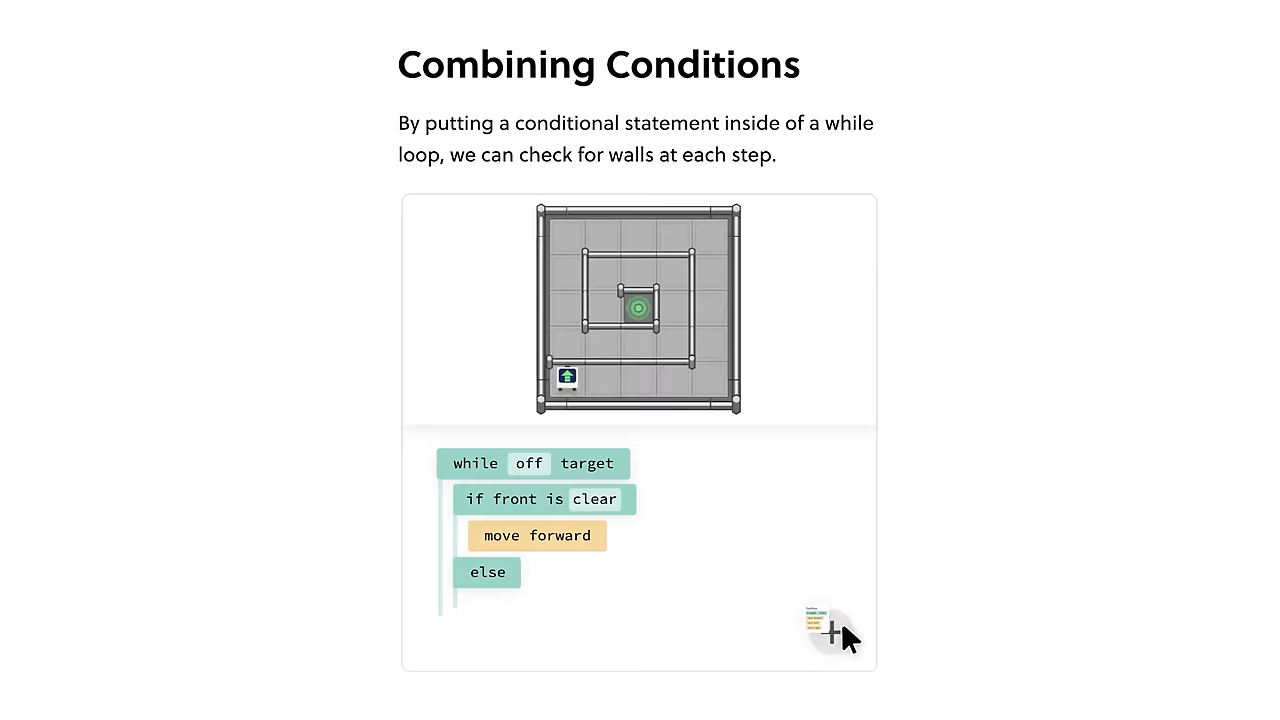 Combining Conditions
By putting a conditional statement inside of a while
loop, we can check for walls at each step.
while off target
if front is clear
move forward
else
+